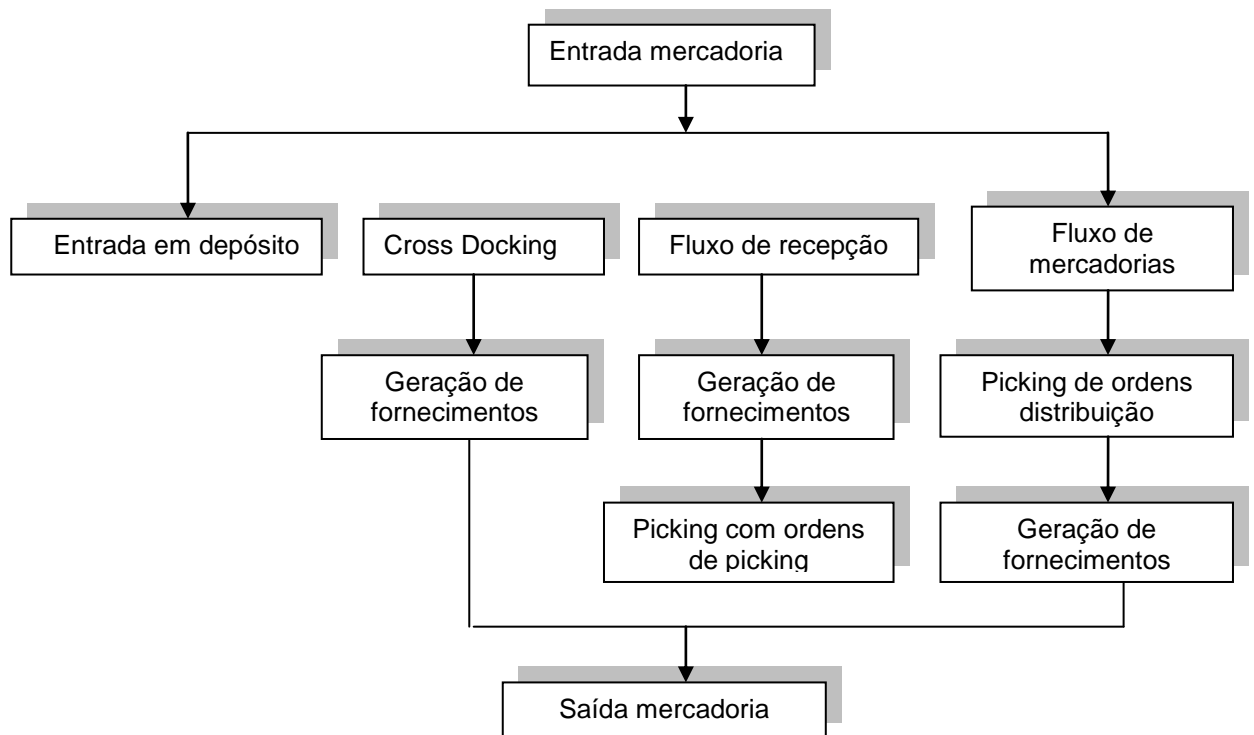 Entrada mercadoria
Entrada em depósito
Cross Docking
Fluxo de recepção
Fluxo de
mercadorias
Geração de
fornecimentos
Geração de
fornecimentos
Picking de ordens
distribuição
Picking com ordens
de picking
Geração de
fornecimentos
Saída mercadoria